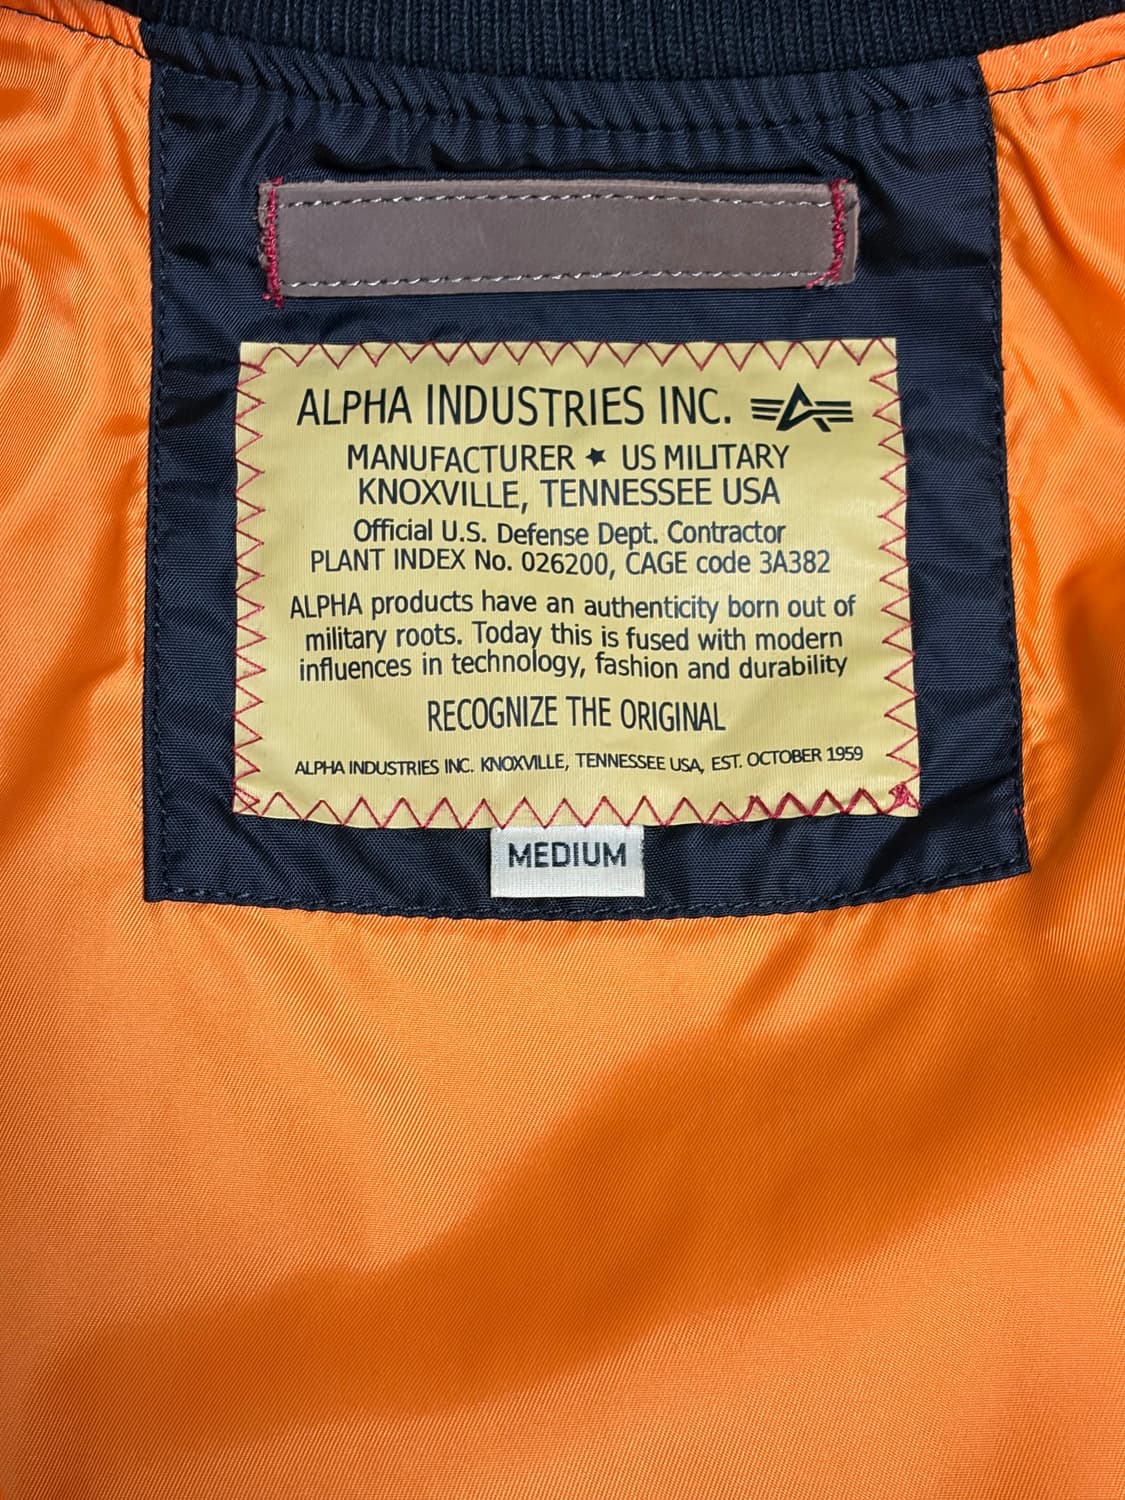 ALPHA INDUSTRIES INC.
MANUFACTURER ★ US MILITARY
KNOXVILLE, TENNESSEE USA
Official U.S. Defense Dept. Contractor
PLANT INDEX No. 026200, CAGE code 3A382
ALPHA products have an authenticity born out of
military roots. Today this is fused with modern
influences in technology, fashion and durability
RECOGNIZE THE ORIGINAL
ALPHA INDUSTRIES INC. KNOXVILLE, TENNESSEE USA, EST. OCTOBER 1959
MEDIUM